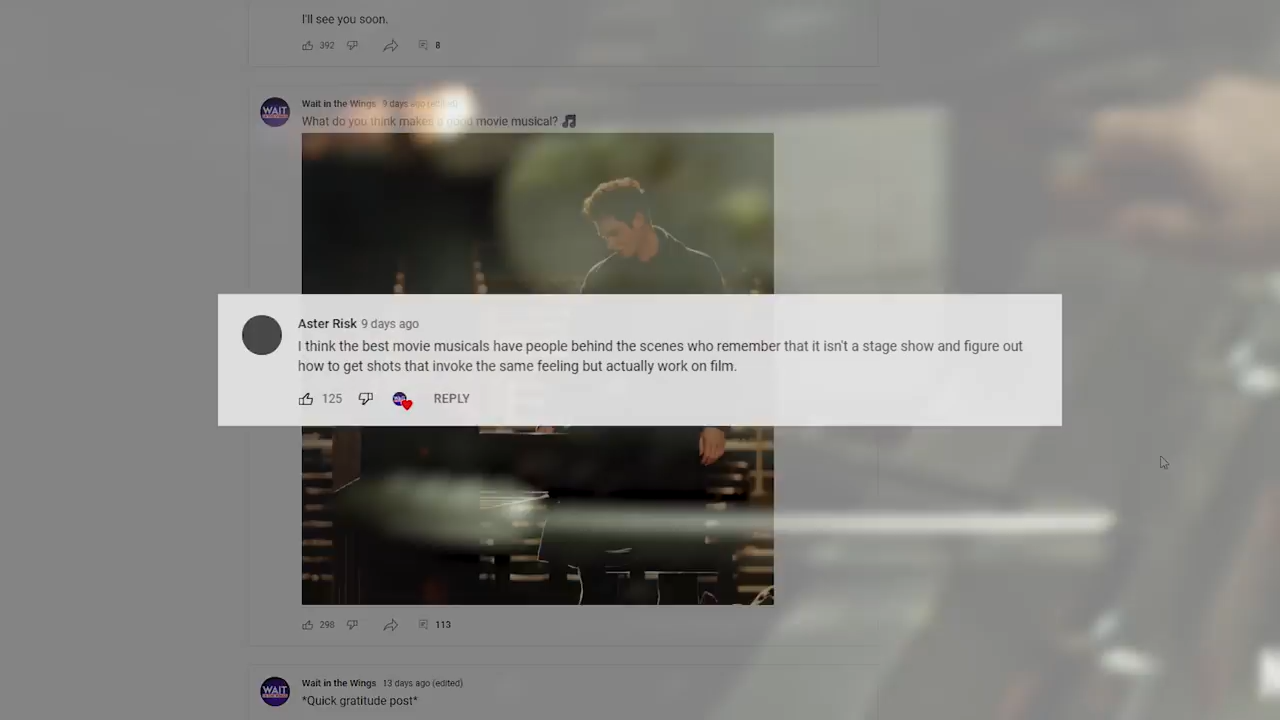 I'll see you soon.
392 8
WAIT
Wait in the Wings 9 days ago (edited)
What do you think makes a good movie musical?
Aster Risk 9 days ago
I think the best movie musicals have people behind the scenes who remember that it isn't a stage show and figure out
how to get shots that invoke the same feeling but actually work on film.
125 REPLY
298 113
WAIT
Wait in the Wings 13 days ago (edited)
*Quick gratitude post*